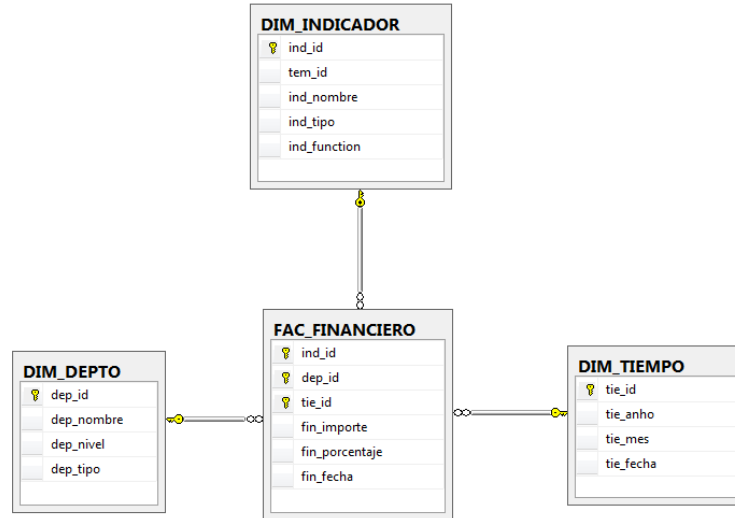 DIM_INDICADOR
ind_id
tem_id
ind_nombre
ind_tipo
ind_function
FAC_FINANCIERO
ind_id
dep_id
tie_id
fin_importe
fin_porcentaje
fin_fecha
DIM_DEPTO
dep_id
dep_nombre
dep_nivel
dep_tipo
DIM_TIEMPO
tie_id
tie_anho
tie_mes
tie_fecha